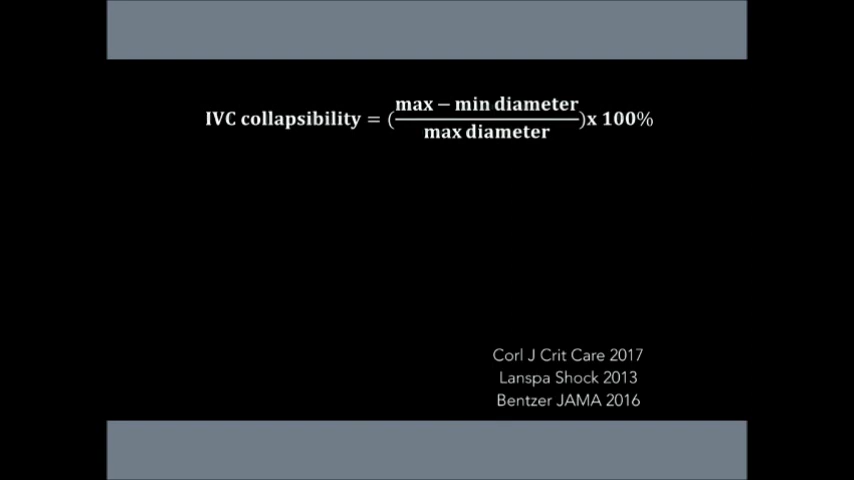 IVC collapsibility = (max − min diameter / max diameter)x 100%
Corl J Crit Care 2017
Lanspa Shock 2013
Bentzer JAMA 2016